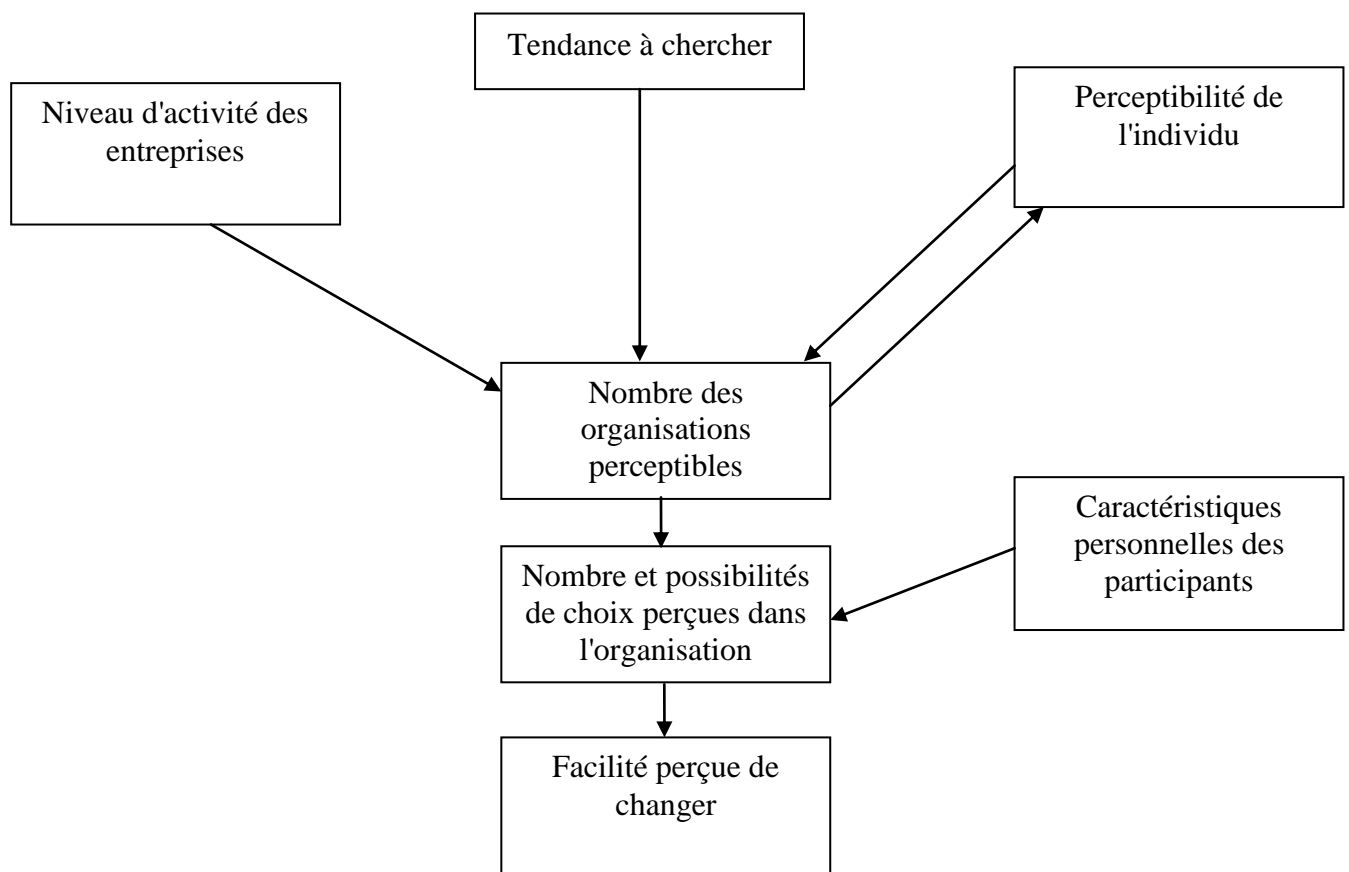 Tendance à chercher
Niveau d'activité des
entreprises
Perceptibilité de
l'individu
Nombre des
organisations
perceptibles
Caractéristiques
personnelles des
participants
Nombre et possibilités
de choix perçues dans
l'organisation
Facilité perçue de
changer